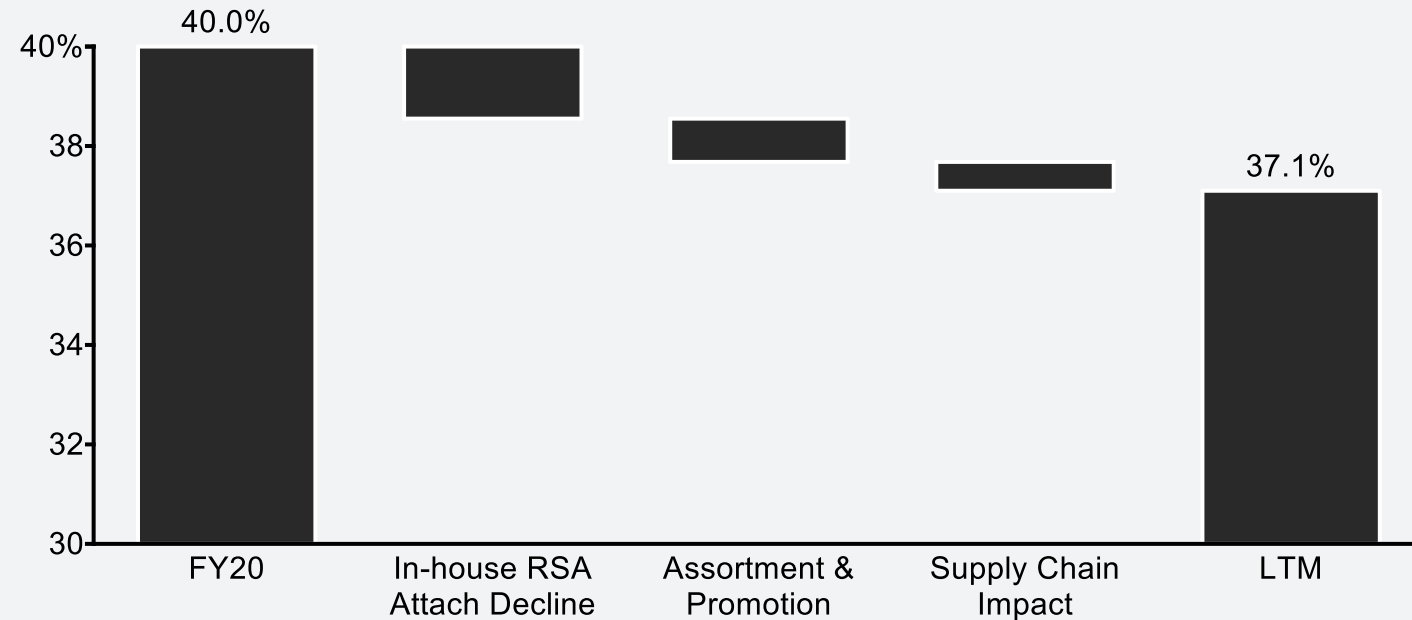 40.0%
40%
38
37.1%
36
34
32
30
FY20
In-house RSA
Attach Decline
Assortment &
Promotion
Supply Chain
Impact
LTM